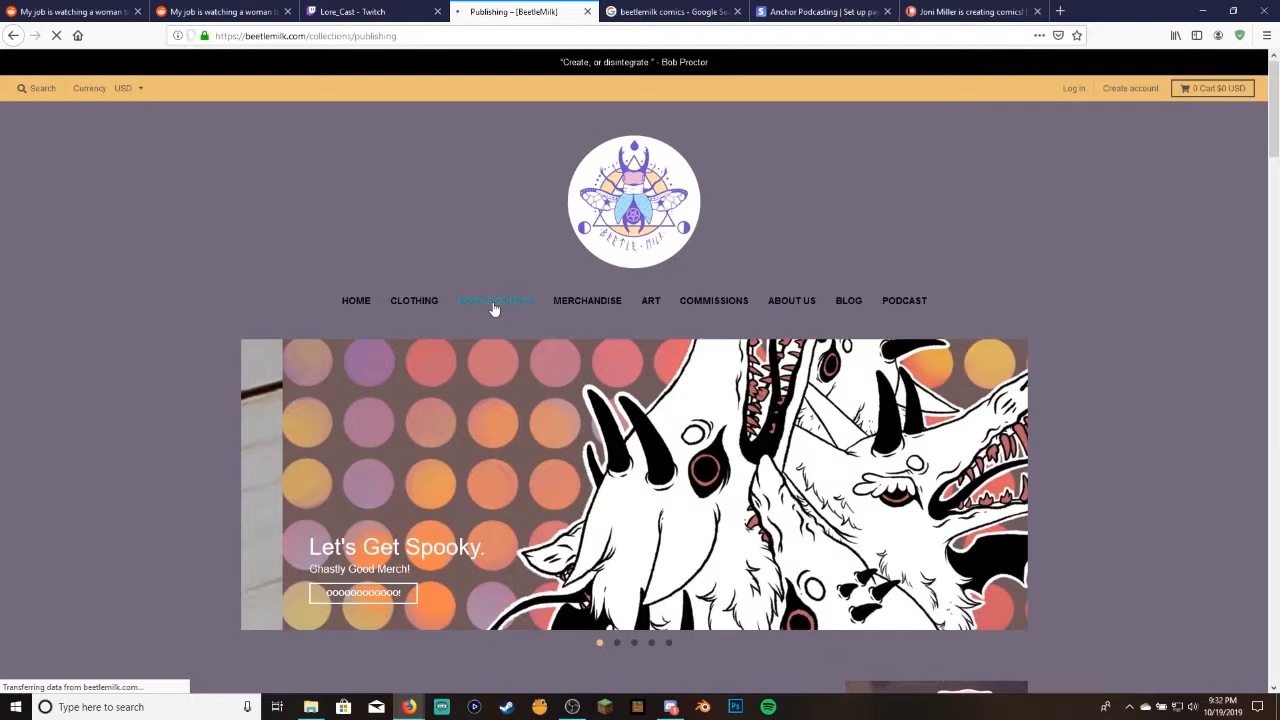 My job is watching a woman t
My job is watching a woman t
Lore_Cast - Twitch
Publishing – [BeetleMilk]
beetlemilk comics - Google Se
Anchor Podcasting | Set up pa
Joni Miller is creating comics! |
https://beetlemilk.com/collections/publishing
"Create, or disintegrate." - Bob Proctor
Search Currency USD Log in Create account 0 Cart $0 USD
BEETLE · MILK
HOME CLOTHING MERCHANDISE ART COMMISSIONS ABOUT US BLOG PODCAST
Let's Get Spooky.
Ghastly Good Merch!
OOOOOOOOOOOO!
Transferring data from beetlemilk.com...
Type here to search
9:32 PM
10/19/2019